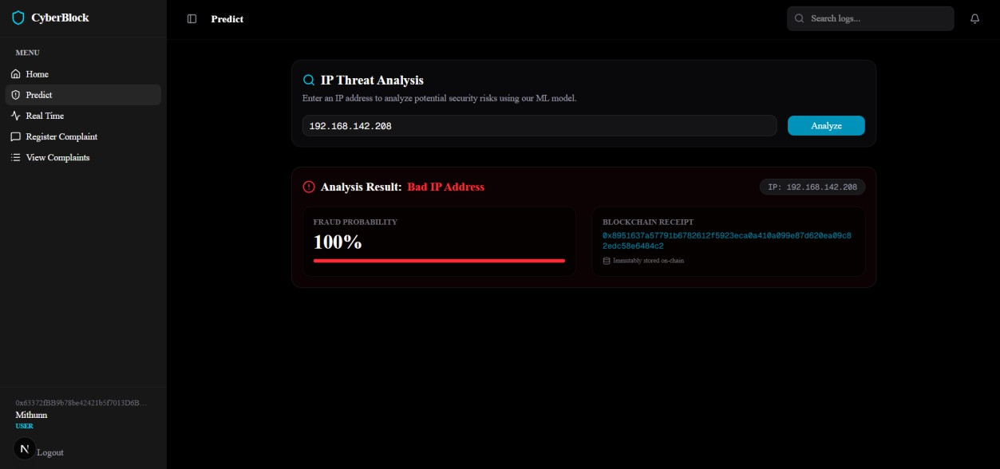 CyberBlock
Predict
Search logs...
MENU
Home
Predict
Real Time
Register Complaint
View Complaints
IP Threat Analysis
Enter an IP address to analyze potential security risks using our ML model.
192.168.142.208
Analyze
Analysis Result: Bad IP Address
IP: 192.168.142.208
FRAUD PROBABILITY
100%
BLOCKCHAIN RECEIPT
0x8951637a57791b6782612f5923eca0a410a099e87d620ea09c8
2edc58e6484c2
Immutably stored on-chain
0x63372fBB9b78be42421b5f7013D6B...
Mithunn
USER
N
Logout